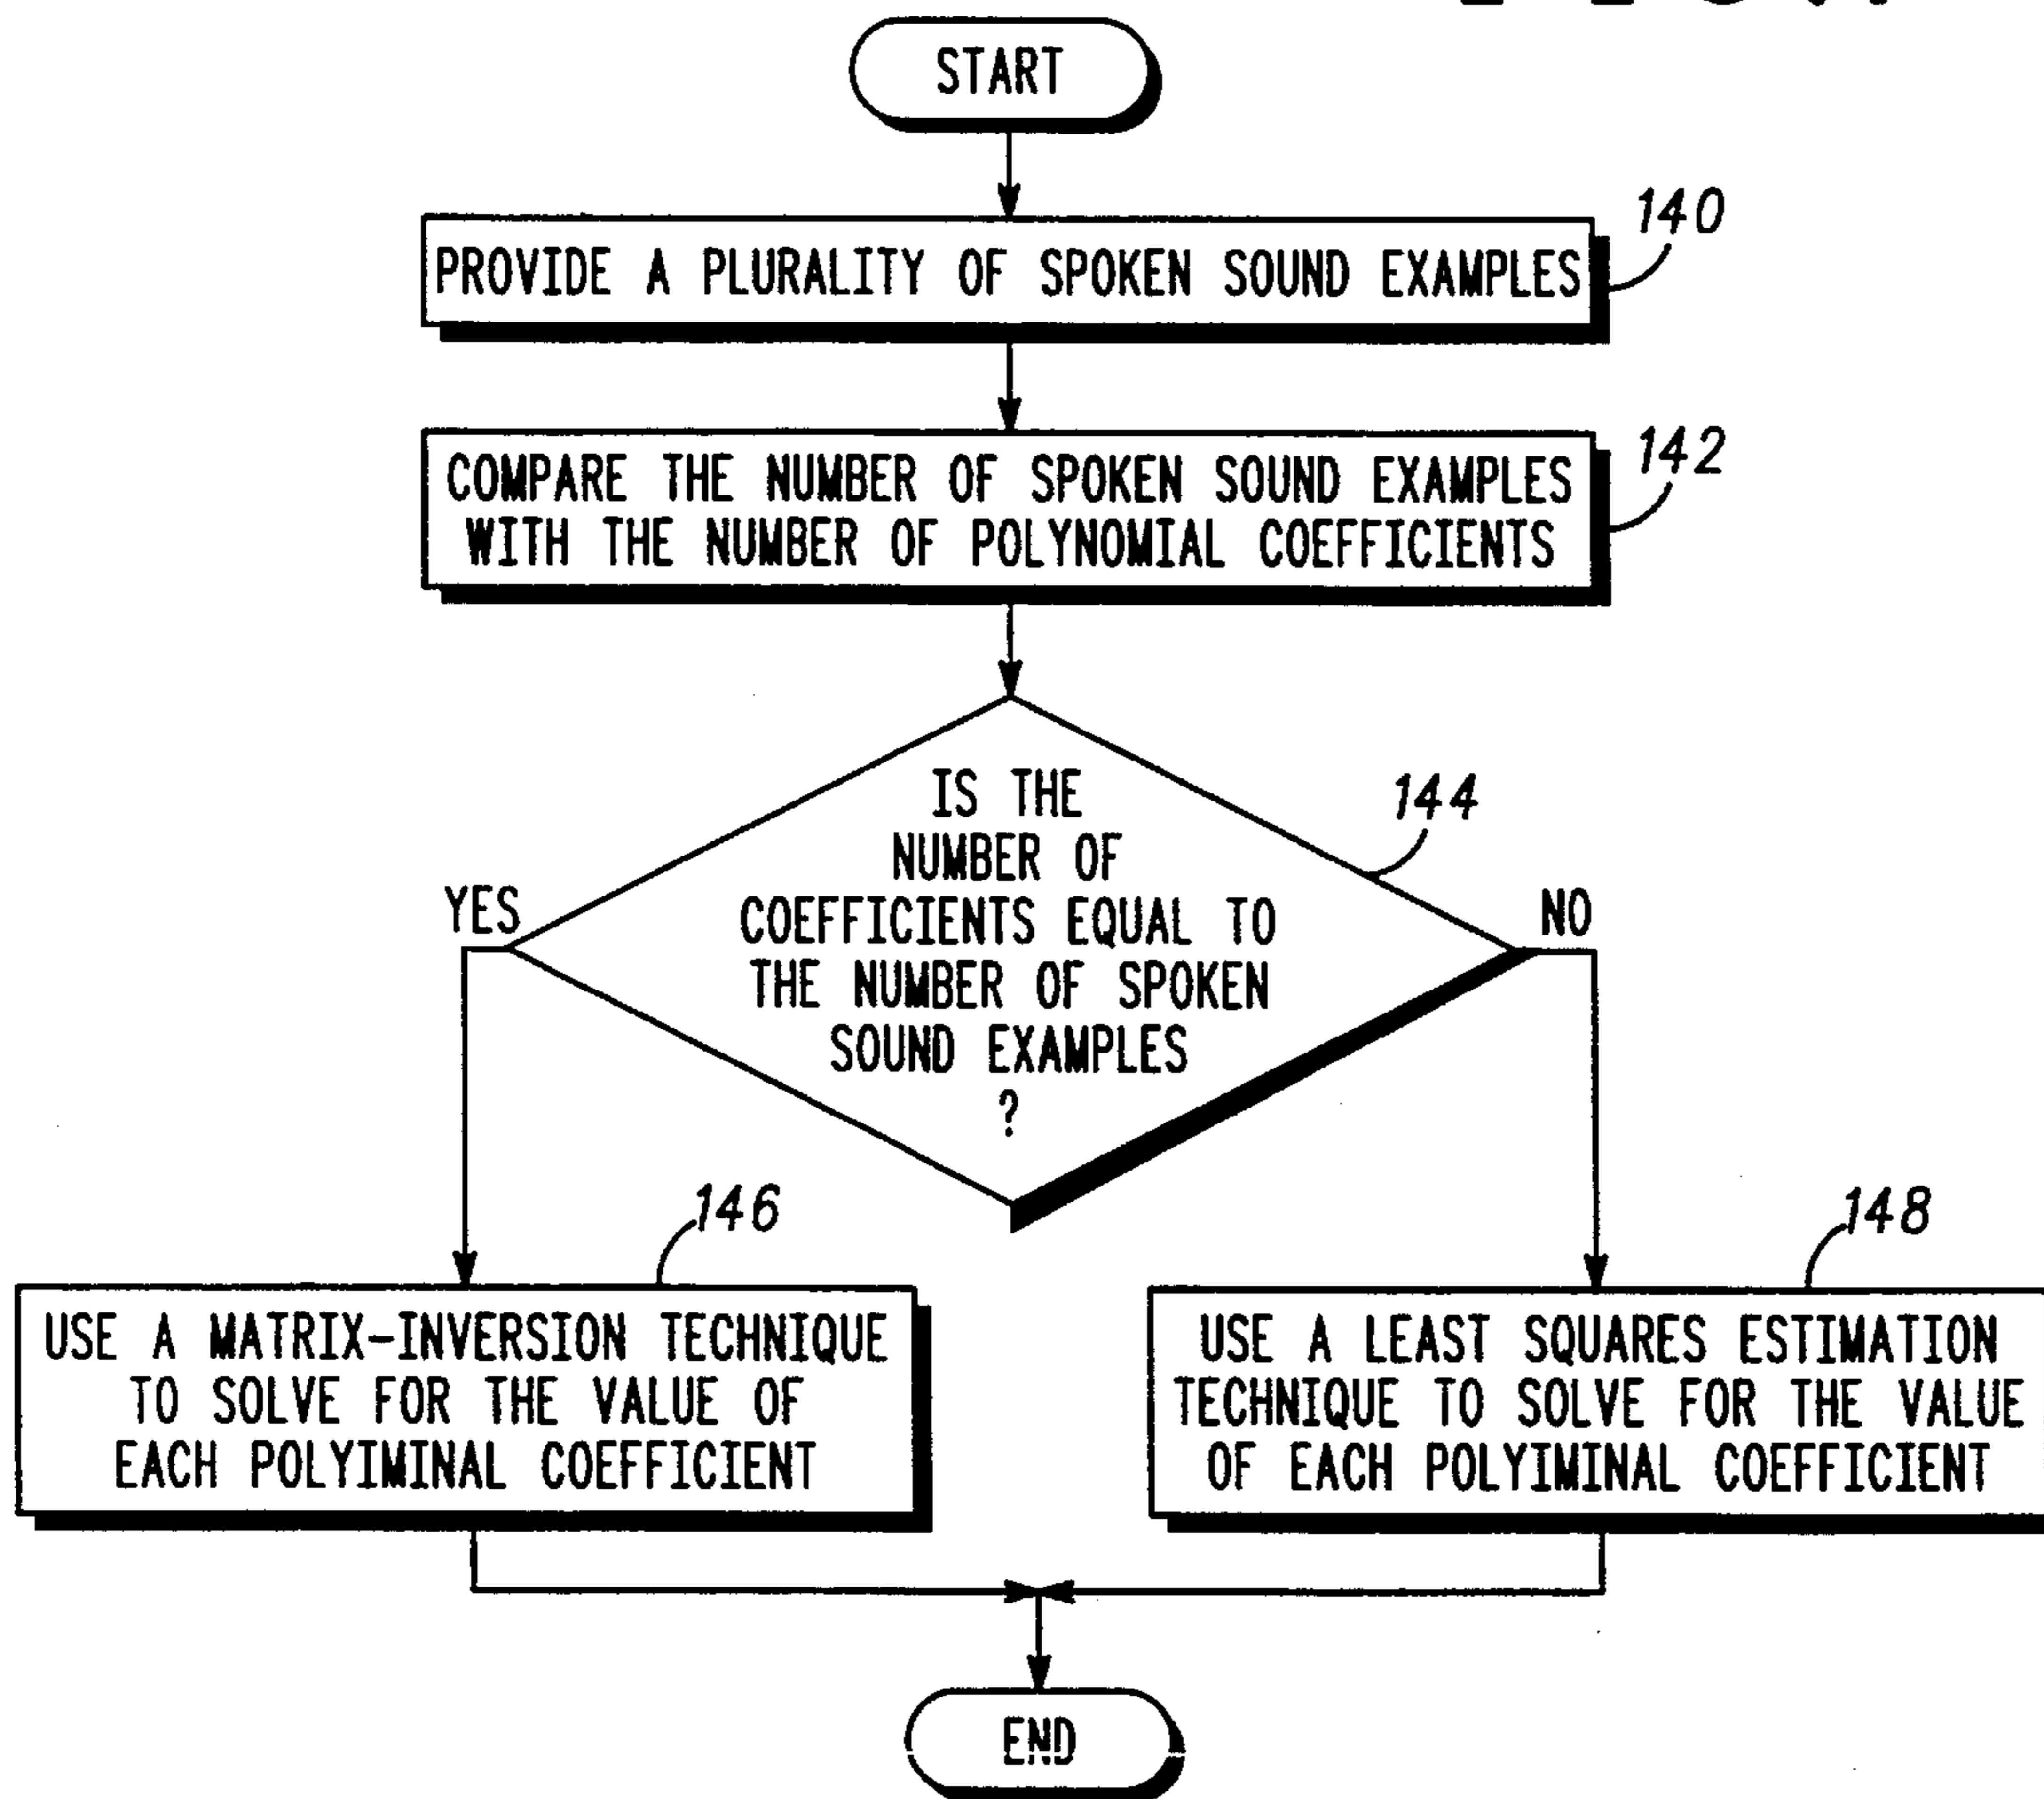 START
PROVIDE A PLURALITY OF SPOKEN SOUND EXAMPLES
140
COMPARE THE NUMBER OF SPOKEN SOUND EXAMPLES
WITH THE NUMBER OF POLYNOMIAL COEFFICIENTS
142
IS THE
NUMBER OF
COEFFICIENTS EQUAL TO
THE NUMBER OF SPOKEN
SOUND EXAMPLES
?
144
YES
NO
146
148
USE A MATRIX-INVERSION TECHNIQUE
TO SOLVE FOR THE VALUE OF
EACH POLYIMINAL COEFFICIENT
USE A LEAST SQUARES ESTIMATION
TECHNIQUE TO SOLVE FOR THE VALUE
OF EACH POLYIMINAL COEFFICIENT
END